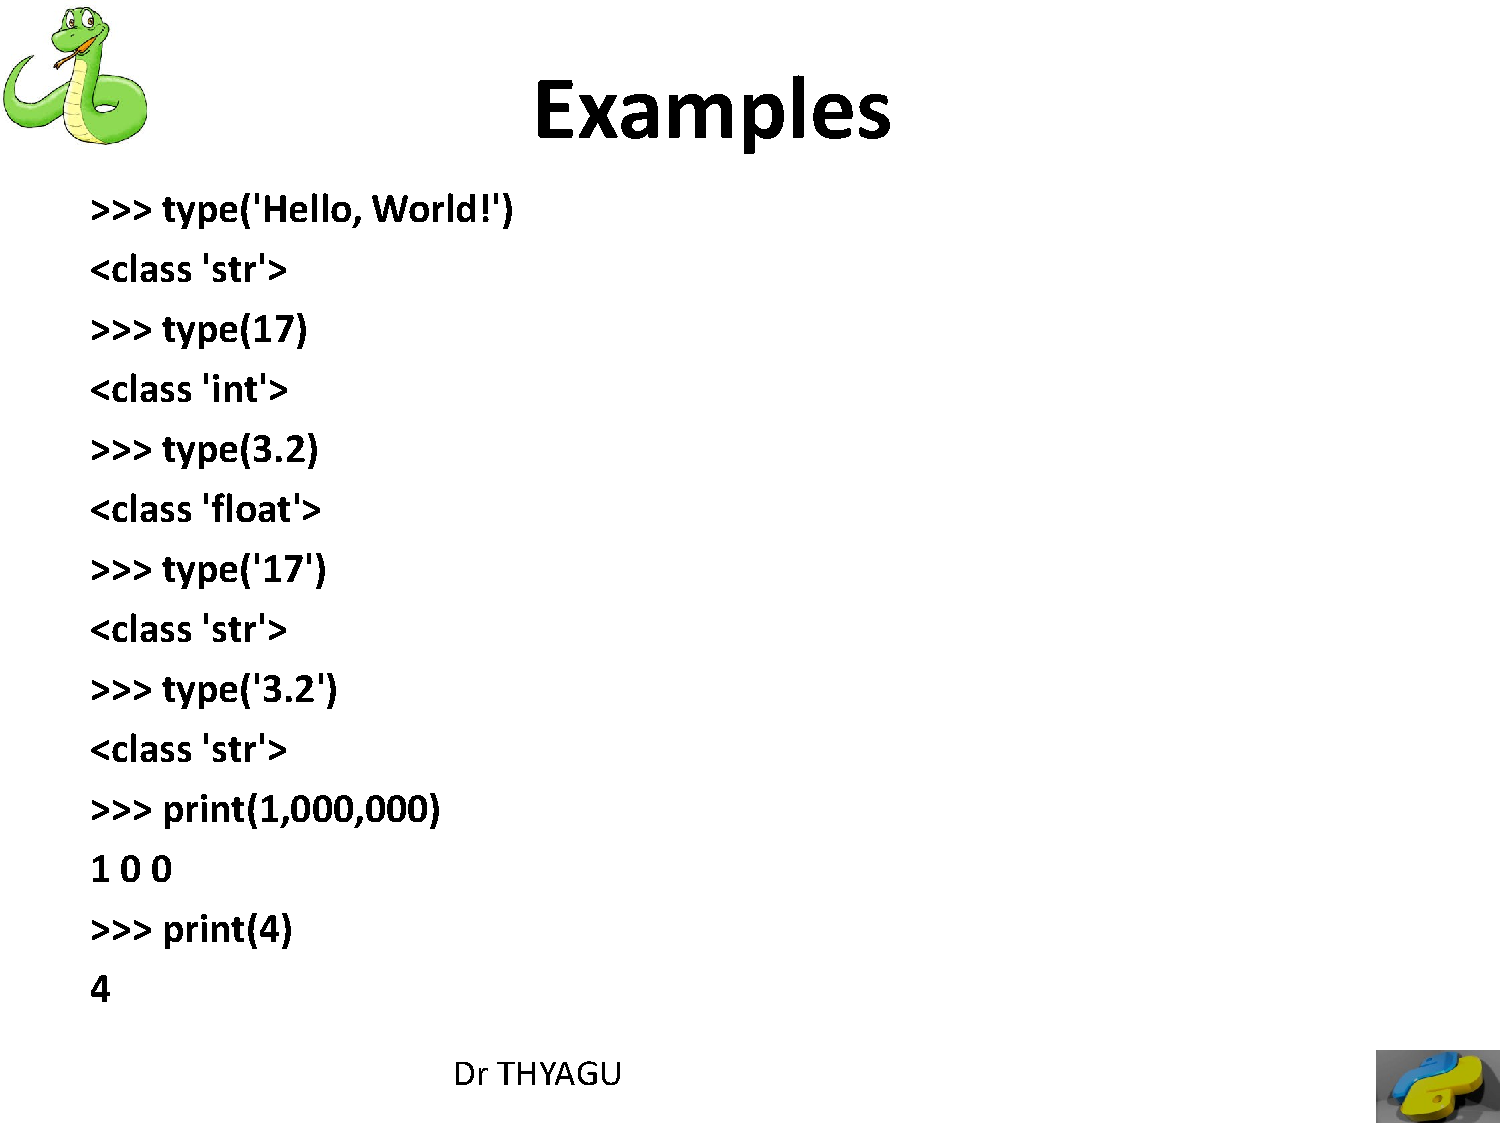 Examples
>>> type('Hello, World!')
<class 'str'>
>>> type(17)
<class 'int'>
>>> type(3.2)
<class 'float'>
>>> type('17')
<class 'str'>
>>> type('3.2')
<class 'str'>
>>> print(1,000,000)
1 0 0
>>> print(4)
4
Dr THYAGU